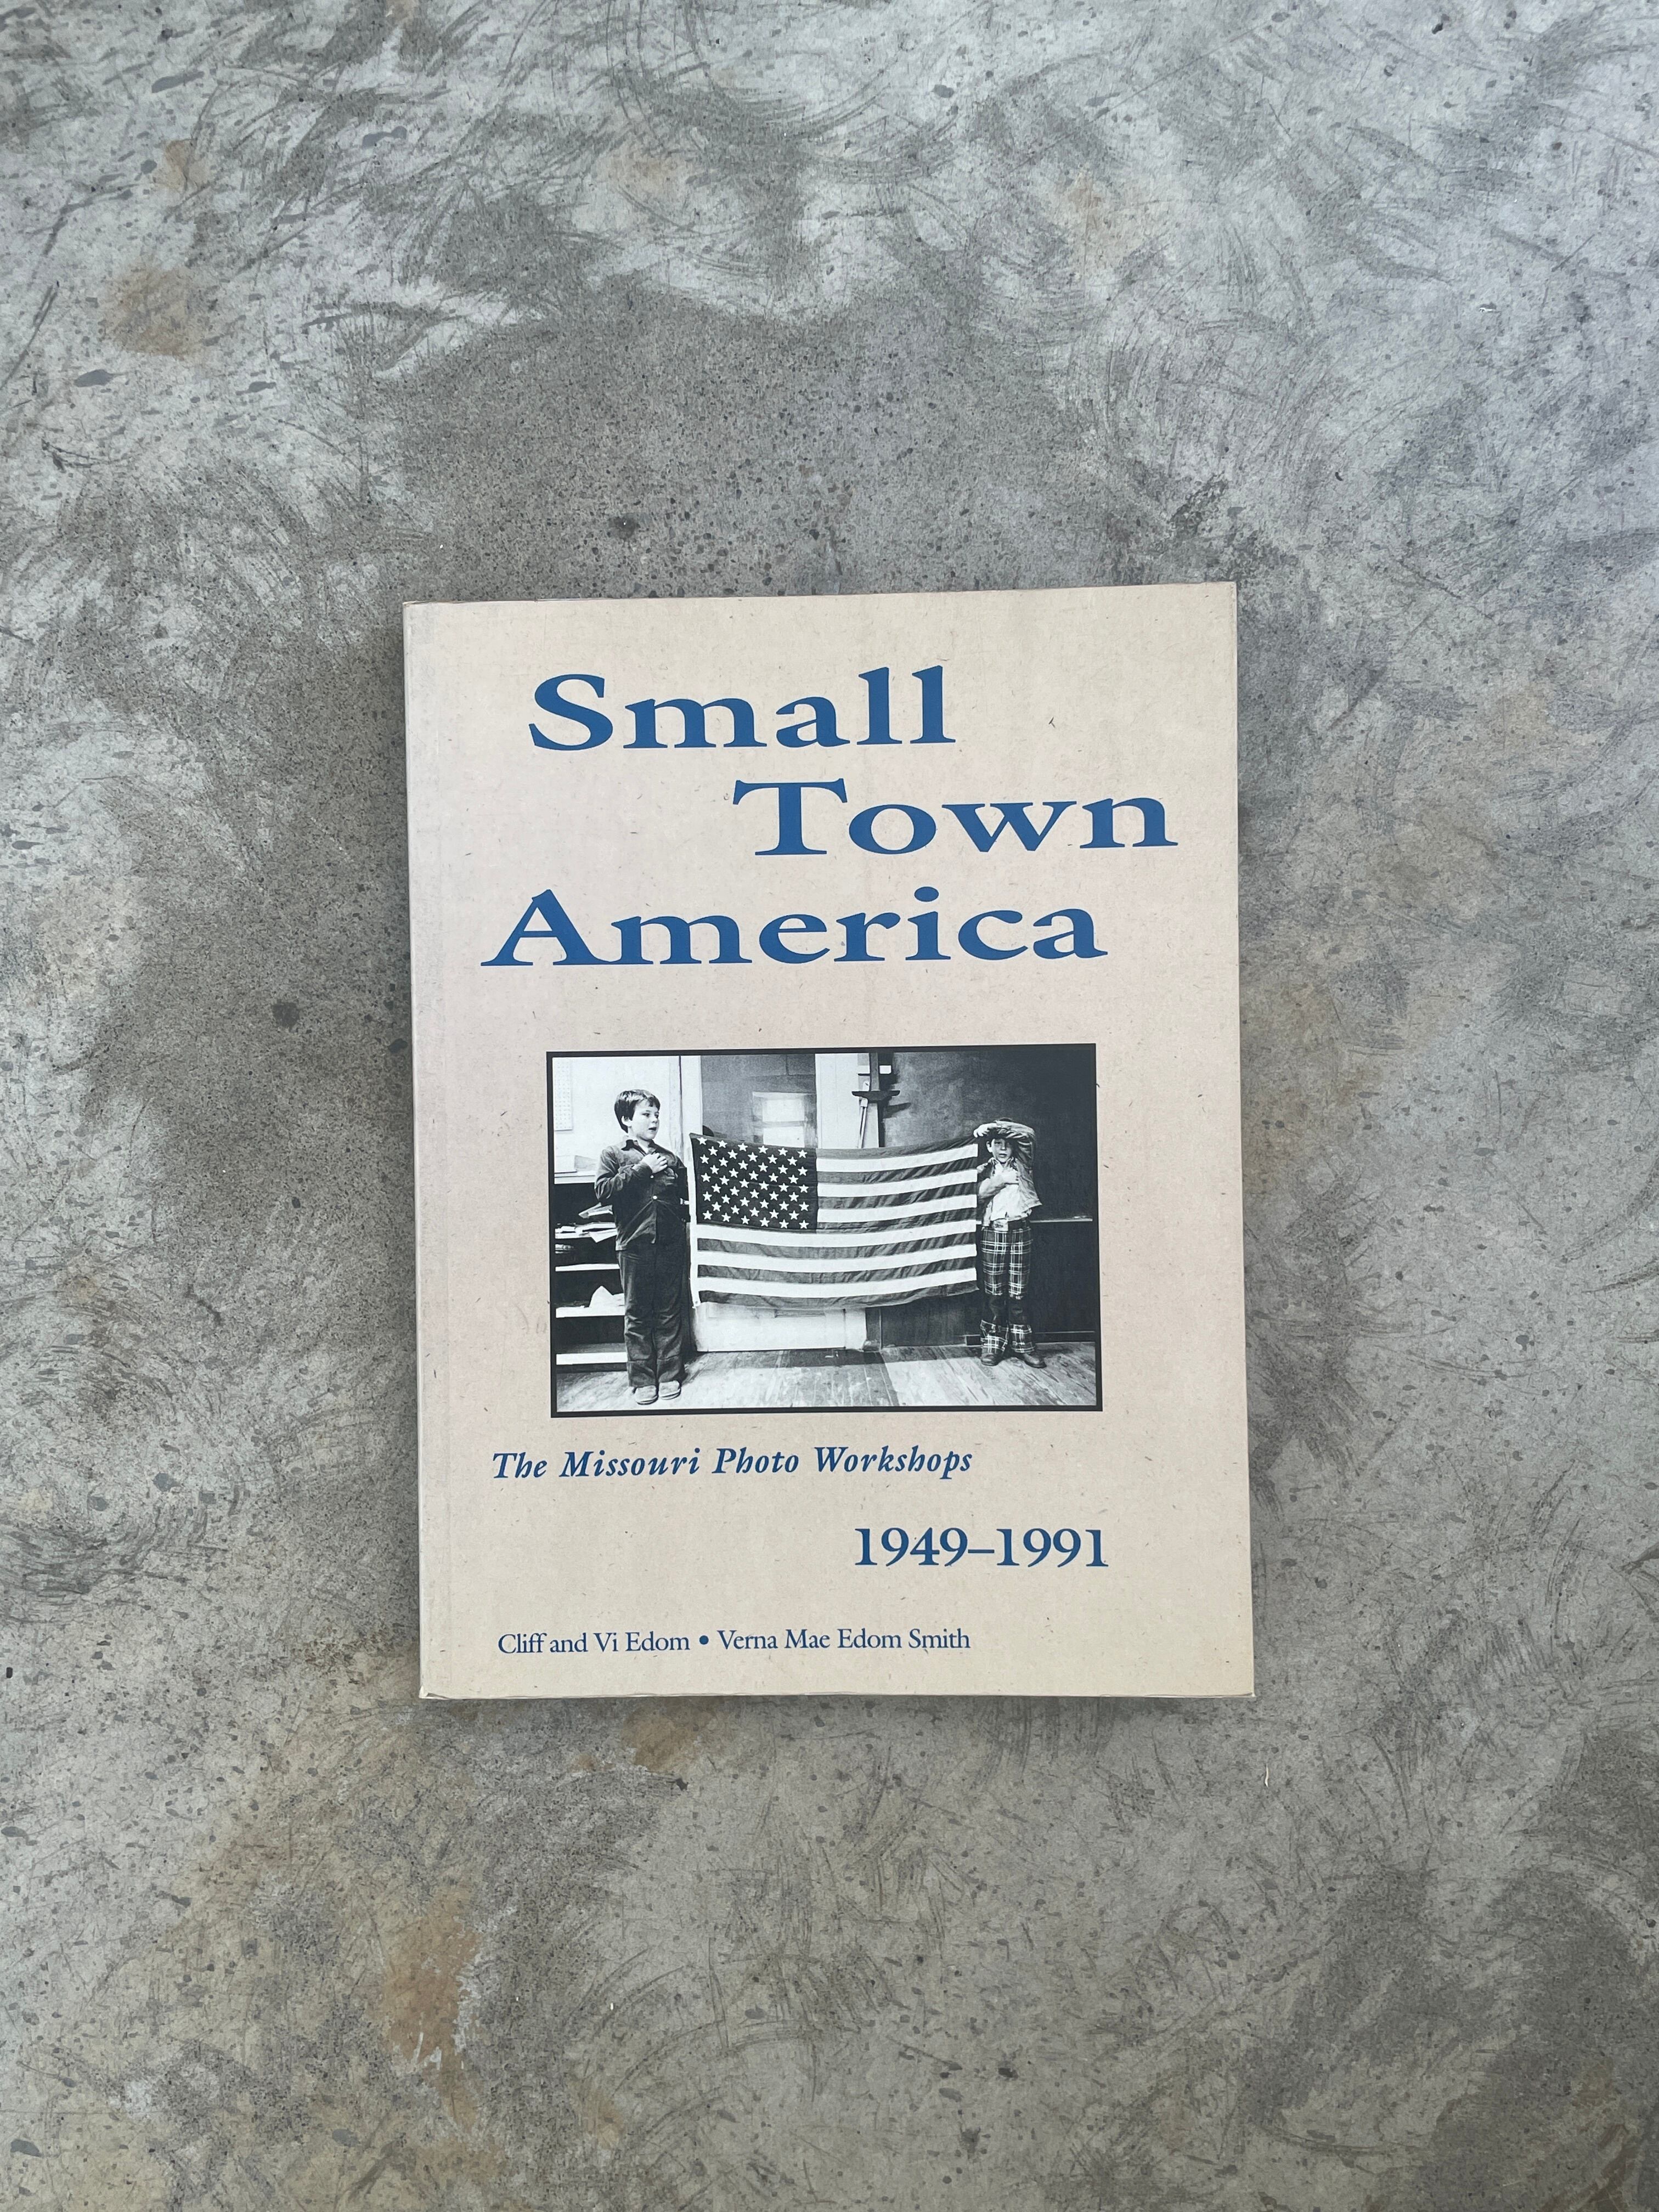 Small
Town
America
The Missouri Photo Workshops
1949–1991
Cliff and Vi Edom • Verna Mae Edom Smith